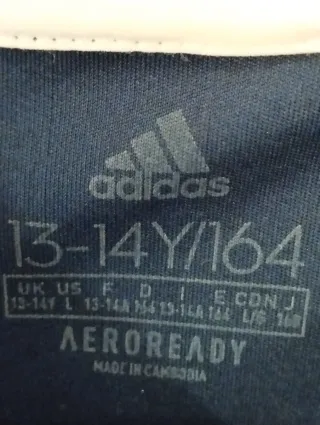 adidas
13-14Y/164
UK US F D I E CDN J
13-14Y L 13-14A 164 13-14A 164 L/G 160
AEROREADY
MADE IN CAMBODIA